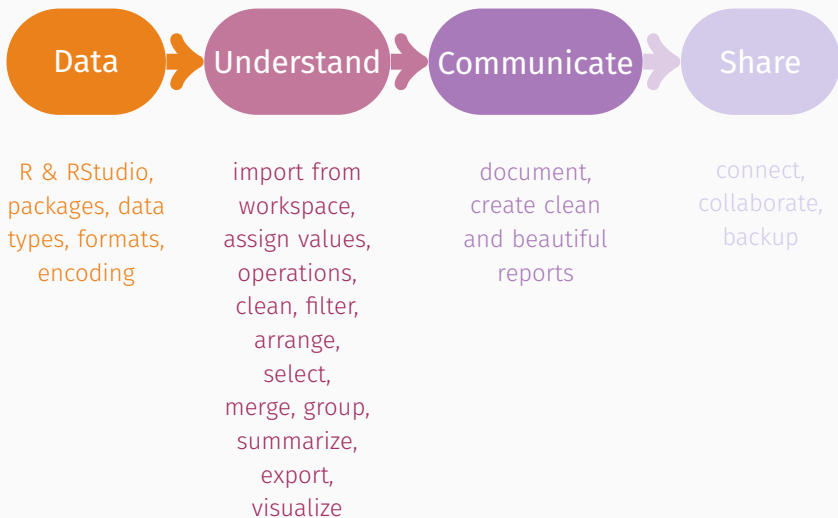 Data
Understand
Communicate
Share
R & RStudio,
packages, data
types, formats,
encoding
import from
workspace,
assign values,
operations,
clean, filter,
arrange,
select,
merge, group,
summarize,
export,
visualize
document,
create clean
and beautiful
reports
connect,
collaborate,
backup